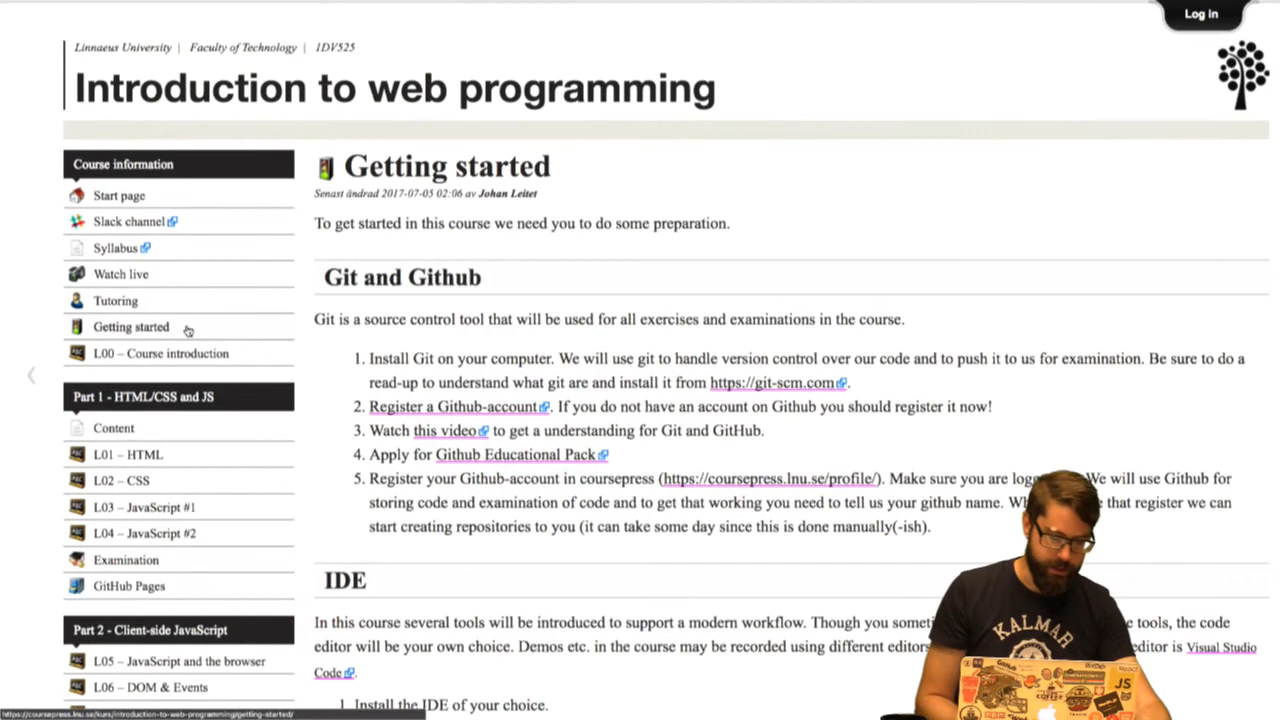 Log in
Linnaeus University | Faculty of Technology | 1DV525
Introduction to web programming
Course information
Start page
Slack channel
Syllabus
Watch live
Tutoring
Getting started
L00 – Course introduction
Part 1 - HTML/CSS and JS
Content
L01 – HTML
L02 – CSS
L03 – JavaScript #1
L04 – JavaScript #2
Examination
GitHub Pages
Part 2 - Client-side JavaScript
L05 – JavaScript and the browser
L06 – DOM & Events
Getting started
Senast ändrad 2017-07-05 02:06 av Johan Leitet
To get started in this course we need you to do some preparation.
Git and Github
Git is a source control tool that will be used for all exercises and examinations in the course.
1. Install Git on your computer. We will use git to handle version control over our code and to push it to us for examination. Be sure to do a
read-up to understand what git are and install it from https://git-scm.com.
2. Register a Github-account. If you do not have an account on Github you should register it now!
3. Watch this video to get a understanding for Git and GitHub.
4. Apply for Github Educational Pack
5. Register your Github-account in coursepress (https://coursepress.lnu.se/profile/). Make sure you are We will use Github for
storing code and examination of code and to get that working you need to tell us your github name. that register we can
start creating repositories to you (it can take some day since this is done manually(-ish).
IDE
In this course several tools will be introduced to support a modern workflow. Though you tools, the code
editor will be your own choice. Demos etc. in the course may be recorded using different editor is Visual Studio
Code.
1. Install the IDE of your choice.
https://coursepress.lnu.se/kurs/introduction-to-web-programming/getting-started/
KALMAR
JS